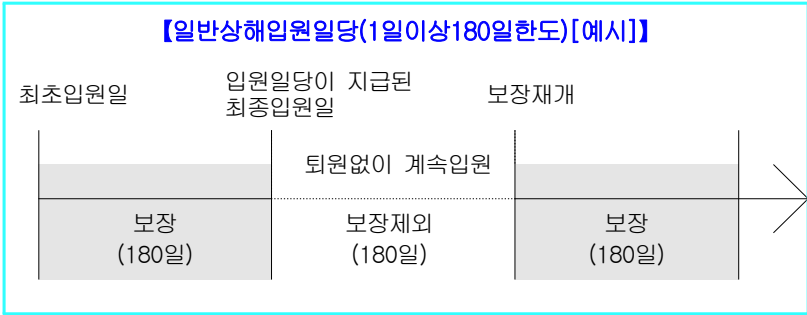 【일반상해입원일당(1일이상180일한도)[예시]】
최초입원일
입원일당이 지급된
최종입원일
보장재개
퇴원없이 계속입원
보장
(180일)
보장제외
(180일)
보장
(180일)